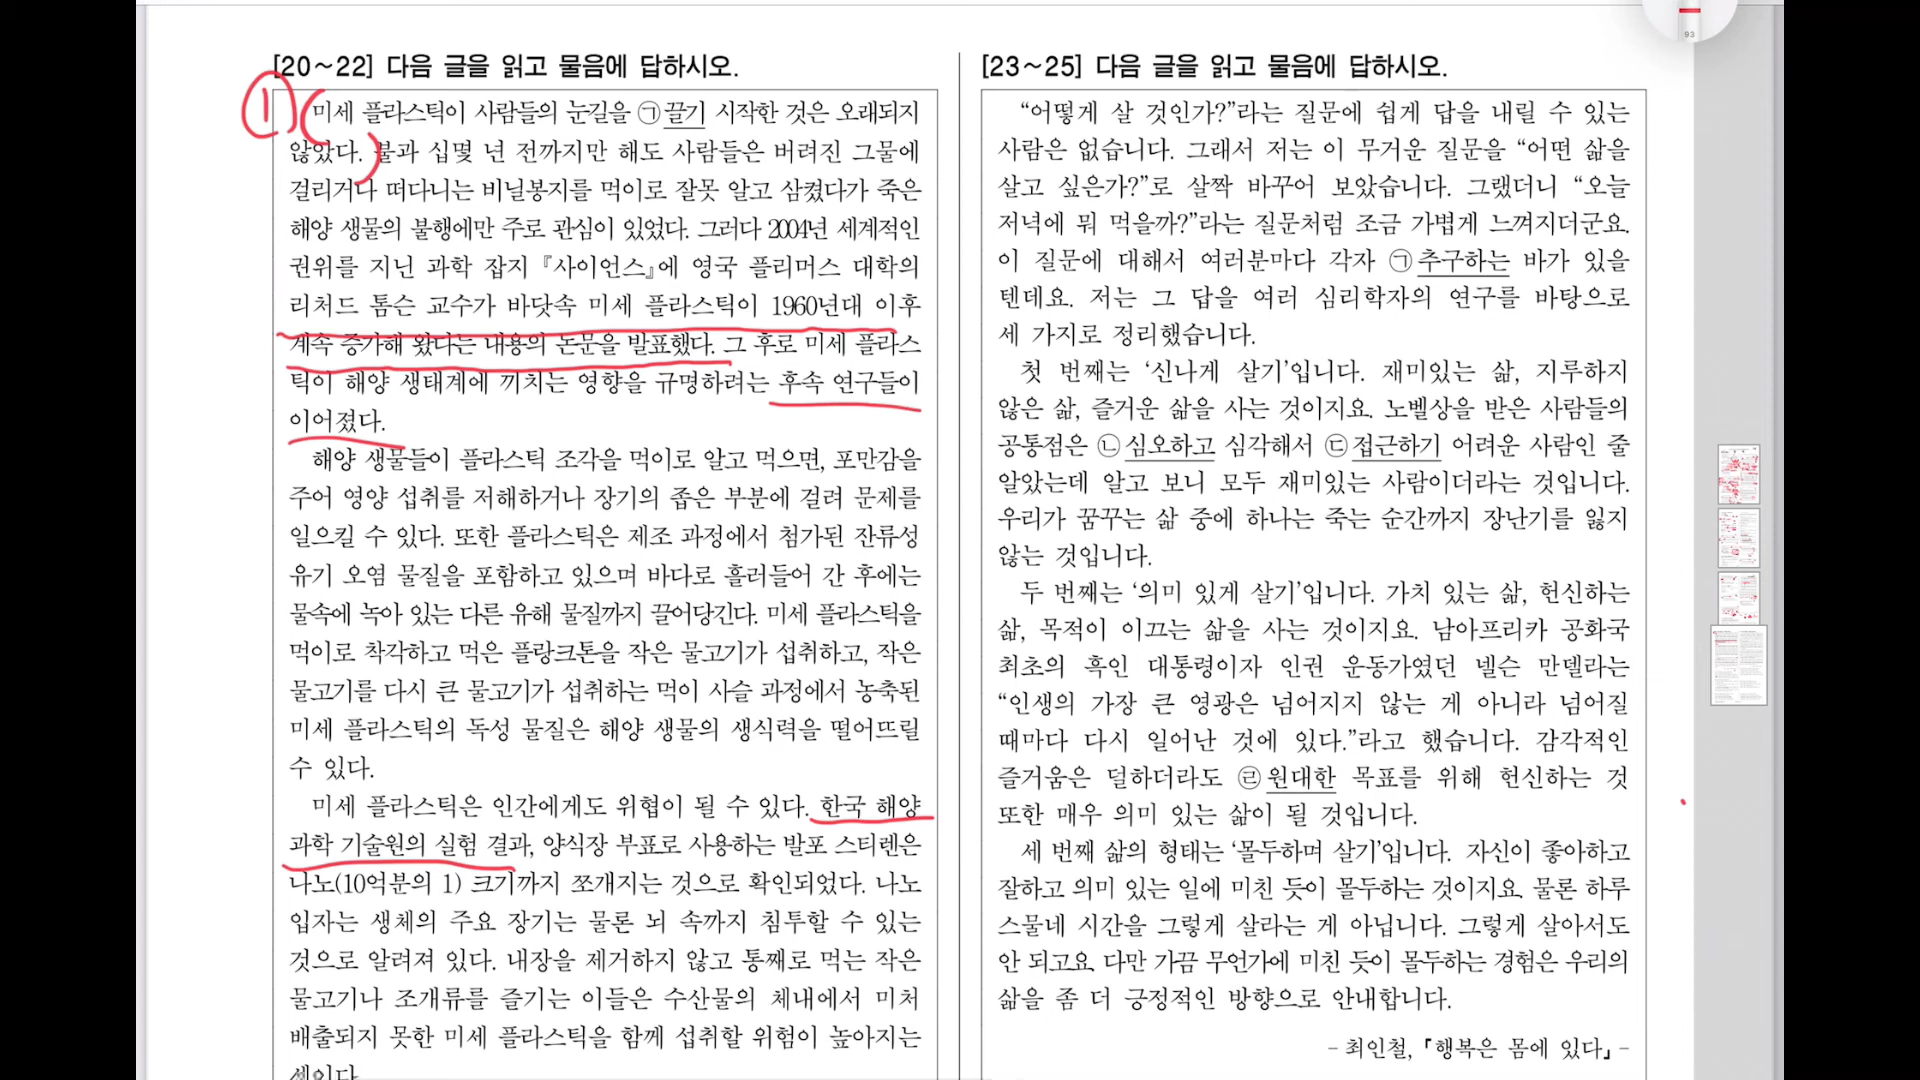 93
[20~22] 다음 글을 읽고 물음에 답하시오.
①
미세 플라스틱이 사람들의 눈길을 ㉠끌기 시작한 것은 오래되지
않았다. 불과 십몇 년 전까지만 해도 사람들은 버려진 그물에
걸리거나 떠다니는 비닐봉지를 먹이로 잘못 알고 삼켰다가 죽은
해양 생물의 불행에만 주로 관심이 있었다. 그러다 2004년 세계적인
권위를 지닌 과학 잡지 『사이언스』에 영국 플리머스 대학의
리처드 톰슨 교수가 바닷속 미세 플라스틱이 1960년대 이후
계속 증가해 왔다는 내용의 논문을 발표했다. 그 후로 미세 플라스
틱이 해양 생태계에 끼치는 영향을 규명하려는 후속 연구들이
이어졌다.
해양 생물들이 플라스틱 조각을 먹이로 알고 먹으면, 포만감을
주어 영양 섭취를 저해하거나 장기의 좁은 부분에 걸려 문제를
일으킬 수 있다. 또한 플라스틱은 제조 과정에서 첨가된 잔류성
유기 오염 물질을 포함하고 있으며 바다로 흘러들어 간 후에는
물속에 녹아 있는 다른 유해 물질까지 끌어당긴다. 미세 플라스틱을
먹이로 착각하고 먹은 플랑크톤을 작은 물고기가 섭취하고, 작은
물고기를 다시 큰 물고기가 섭취하는 먹이 사슬 과정에서 농축된
미세 플라스틱의 독성 물질은 해양 생물의 생식력을 떨어뜨릴
수 있다.
미세 플라스틱은 인간에게도 위협이 될 수 있다. 한국 해양
과학 기술원의 실험 결과, 양식장 부표로 사용하는 발포 스티렌은
나노(10억분의 1) 크기까지 쪼개지는 것으로 확인되었다. 나노
입자는 생체의 주요 장기는 물론 뇌 속까지 침투할 수 있는
것으로 알려져 있다. 내장을 제거하지 않고 통째로 먹는 작은
물고기나 조개류를 즐기는 이들은 수산물의 체내에서 미처
배출되지 못한 미세 플라스틱을 함께 섭취할 위험이 높아지는
셈이다.
[23~25] 다음 글을 읽고 물음에 답하시오.
“어떻게 살 것인가?”라는 질문에 쉽게 답을 내릴 수 있는
사람은 없습니다. 그래서 저는 이 무거운 질문을 “어떤 삶을
살고 싶은가?”로 살짝 바꾸어 보았습니다. 그랬더니 “오늘
저녁에 뭐 먹을까?”라는 질문처럼 조금 가볍게 느껴지더군요.
이 질문에 대해서 여러분마다 각자 ㉠추구하는 바가 있을
텐데요. 저는 그 답을 여러 심리학자의 연구를 바탕으로
세 가지로 정리했습니다.
첫 번째는 ‘신나게 살기’입니다. 재미있는 삶, 지루하지
않은 삶, 즐거운 삶을 사는 것이지요. 노벨상을 받은 사람들의
공통점은 ㉡심오하고 심각해서 ㉢접근하기 어려운 사람인 줄
알았는데 알고 보니 모두 재미있는 사람이더라는 것입니다.
우리가 꿈꾸는 삶 중에 하나는 죽는 순간까지 장난기를 잃지
않는 것입니다.
두 번째는 ‘의미 있게 살기’입니다. 가치 있는 삶, 헌신하는
삶, 목적이 이끄는 삶을 사는 것이지요. 남아프리카 공화국
최초의 흑인 대통령이자 인권 운동가였던 넬슨 만델라는
“인생의 가장 큰 영광은 넘어지지 않는 게 아니라 넘어질
때마다 다시 일어난 것에 있다.”라고 했습니다. 감각적인
즐거움은 덜하더라도 ㉣원대한 목표를 위해 헌신하는 것
또한 매우 의미 있는 삶이 될 것입니다.
세 번째 삶의 형태는 ‘몰두하며 살기’입니다. 자신이 좋아하고
잘하고 의미 있는 일에 미친 듯이 몰두하는 것이지요. 물론 하루
스물네 시간을 그렇게 살라는 게 아닙니다. 그렇게 살아서도
안 되고요. 다만 가끔 무언가에 미친 듯이 몰두하는 경험은 우리의
삶을 좀 더 긍정적인 방향으로 안내합니다.
- 최인철, 『행복은 몸에 있다』 -